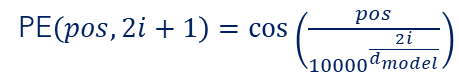 PE(pos, 2i + 1) = cos(pos / 10000^(2i / d_model))